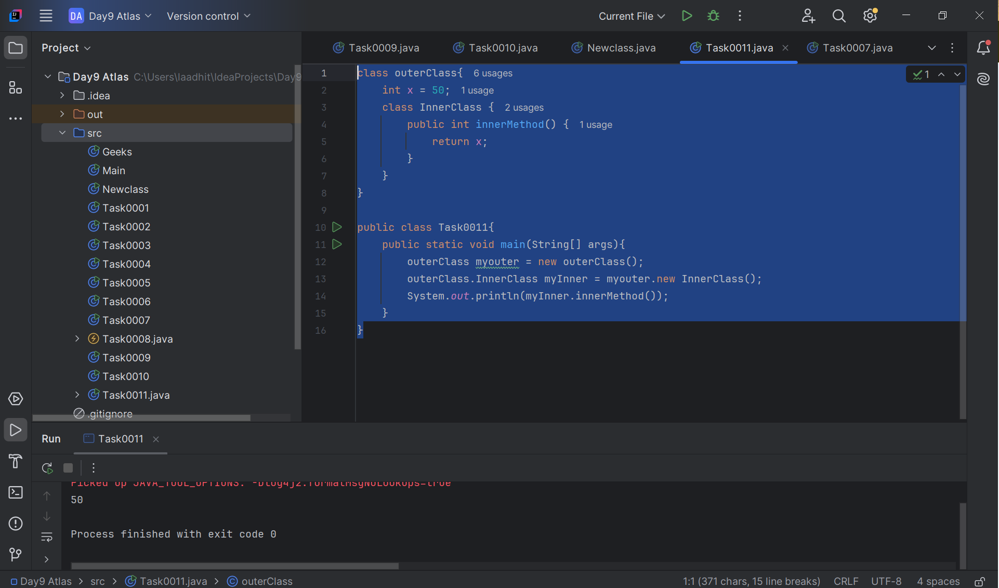 DA Day9 Atlas Version control Current File
Project
Task0009.java Task0010.java Newclass.java Task0011.java Task0007.java
Day9 Atlas C:\Users\laadhit\IdeaProjects\Day9
.idea
out
src
Geeks
Main
Newclass
Task0001
Task0002
Task0003
Task0004
Task0005
Task0006
Task0007
Task0008.java
Task0009
Task0010
Task0011.java
.gitignore
1 class outerClass{ 6 usages
2 int x = 50; 1 usage
3 class InnerClass { 2 usages
4 public int innerMethod() { 1 usage
5 return x;
6 }
7 }
8 }
9
10 public class Task0011{
11 public static void main(String[] args){
12 outerClass myouter = new outerClass();
13 outerClass.InnerClass myInner = myouter.new InnerClass();
14 System.out.println(myInner.innerMethod());
15 }
16 }
1
Run Task0011
Picked up JAVA_TOOL_OPTIONS: -Dlog4j2.formatMsgNoLookups=true
50
Process finished with exit code 0
Day9 Atlas > src > Task0011.java > outerClass
1:1 (371 chars, 15 line breaks) CRLF UTF-8 4 spaces